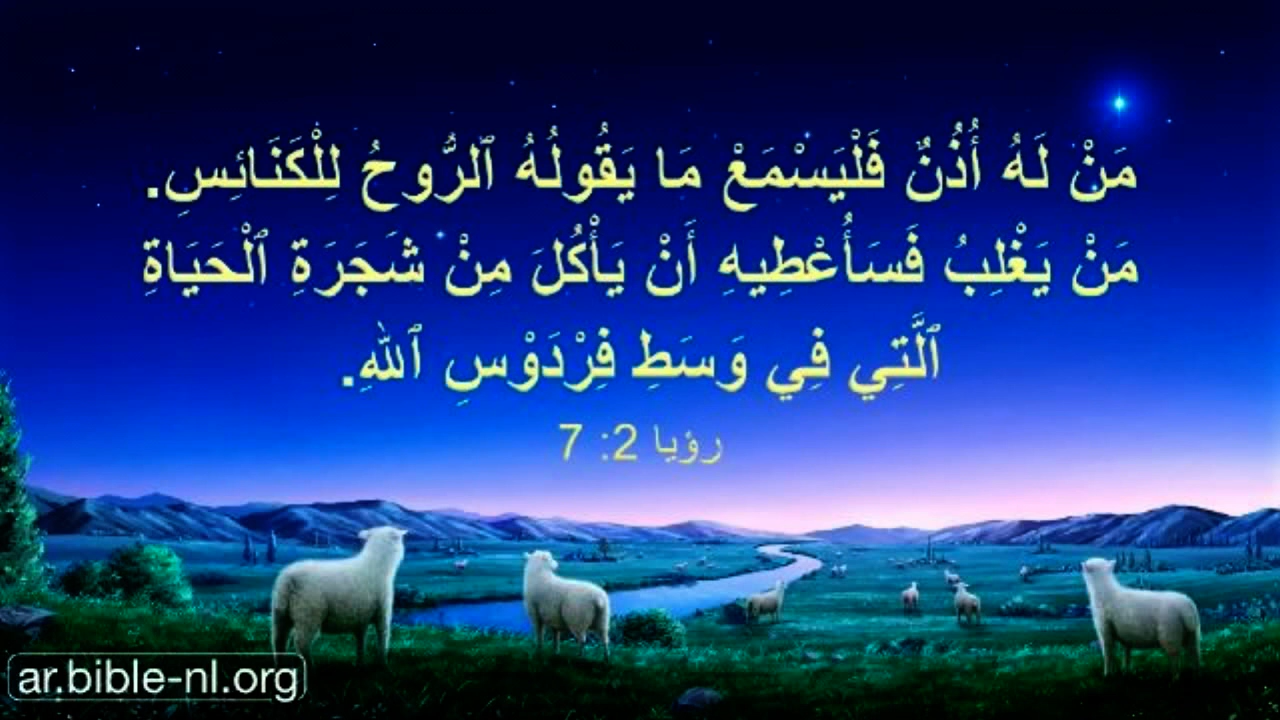 مَنْ لَهُ أُذُنٌ فَلْيَسْمَعْ مَا يَقُولُهُ ٱلرُّوحُ لِلْكَنَائِسِ.
مَنْ يَغْلِبُ فَسَأُعْطِيهِ أَنْ يَأْكُلَ مِنْ شَجَرَةِ ٱلْحَيَاةِ
ٱلَّتِي فِي وَسَطِ فِرْدَوْسِ ٱللهِ.
رؤيا 2: 7
ar.bible-nl.org